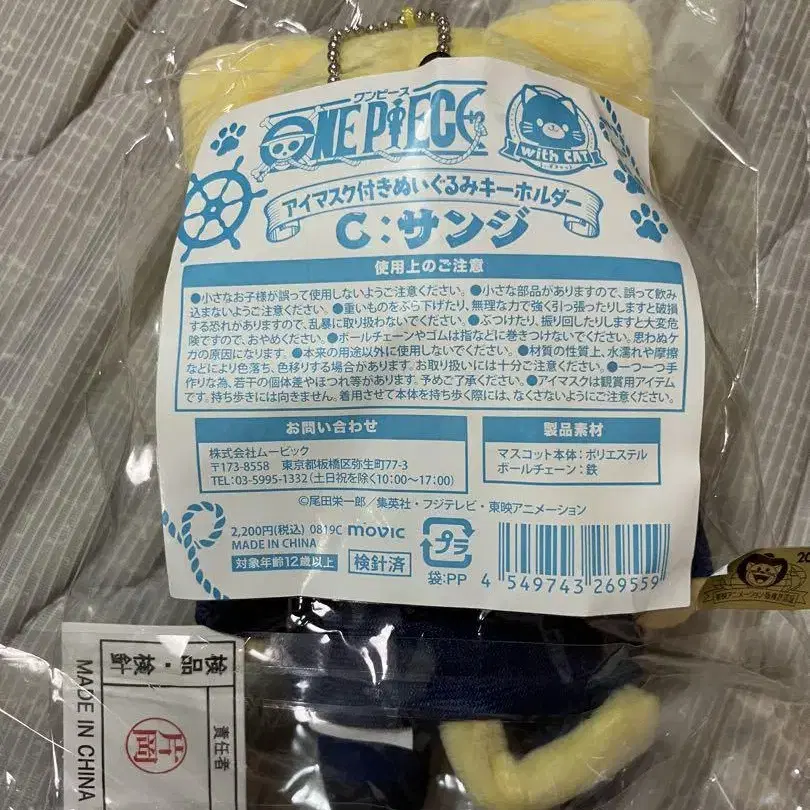 ワンピース
ONE PIECE
with CAT
アイマスク付きぬいぐるみキーホルダー
C:サンジ
使用上のご注意
●小さなお子様が誤って使用しないようご注意ください。●小さな部品がありますので、誤って飲み
込まないようご注意ください。●重いものをぶら下げたり、無理な力で強く引っ張ったりしますと破損
する恐れがありますので、乱暴に取り扱わないでください。●ぶつけたり、振り回したりしますと大変危
険ですので、おやめください。●ボールチェーンやゴムは指などに巻きつけないでください。思わぬケ
ガの原因になります。●本来の用途以外に使用しないでください。●材質の性質上、水濡れや摩擦
などにより色落ち、色移りする場合があります。お取り扱いには十分ご注意ください。●一つ一つ手
作りな為、若干の個体差やほつれ等があります。予めご了承ください。●アイマスクは観賞用アイテム
です。持ち歩きには向きません。着用させて本体を持ち歩く際には、なくさないようにご注意ください。
お問い合わせ
株式会社ムービック
〒173-8558 東京都板橋区弥生町77-3
TEL:03-5995-1332(土日祝を除く10:00~17:00)
製品素材
マスコット本体:ポリエステル
ボールチェーン:鉄
©尾田栄一郎/集英社・フジテレビ・東映アニメーション
2,200円(税込) 0819C movic
MADE IN CHINA
対象年齢12歳以上 検針済
プラ
袋:PP
4 549743 269559
20
東映アニメーション
検品・検針
責任者
片岡
MADE IN CHINA